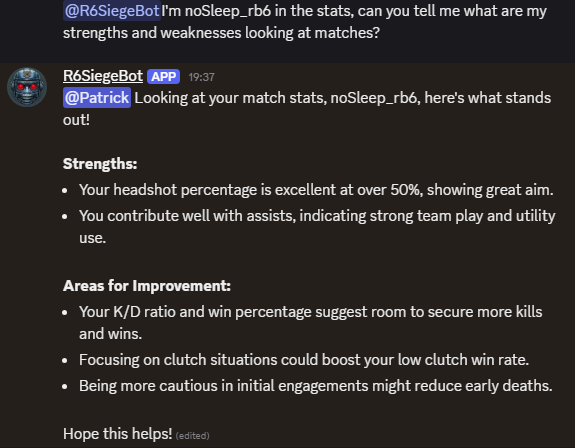 @R6SiegeBot I'm noSleep_rb6 in the stats, can you tell me what are my
strengths and weaknesses looking at matches?
R6SiegeBot APP 19:37
@Patrick Looking at your match stats, noSleep_rb6, here's what stands
out!
Strengths:
• Your headshot percentage is excellent at over 50%, showing great aim.
• You contribute well with assists, indicating strong team play and utility
use.
Areas for Improvement:
• Your K/D ratio and win percentage suggest room to secure more kills
and wins.
• Focusing on clutch situations could boost your low clutch win rate.
• Being more cautious in initial engagements might reduce early deaths.
Hope this helps! (edited)